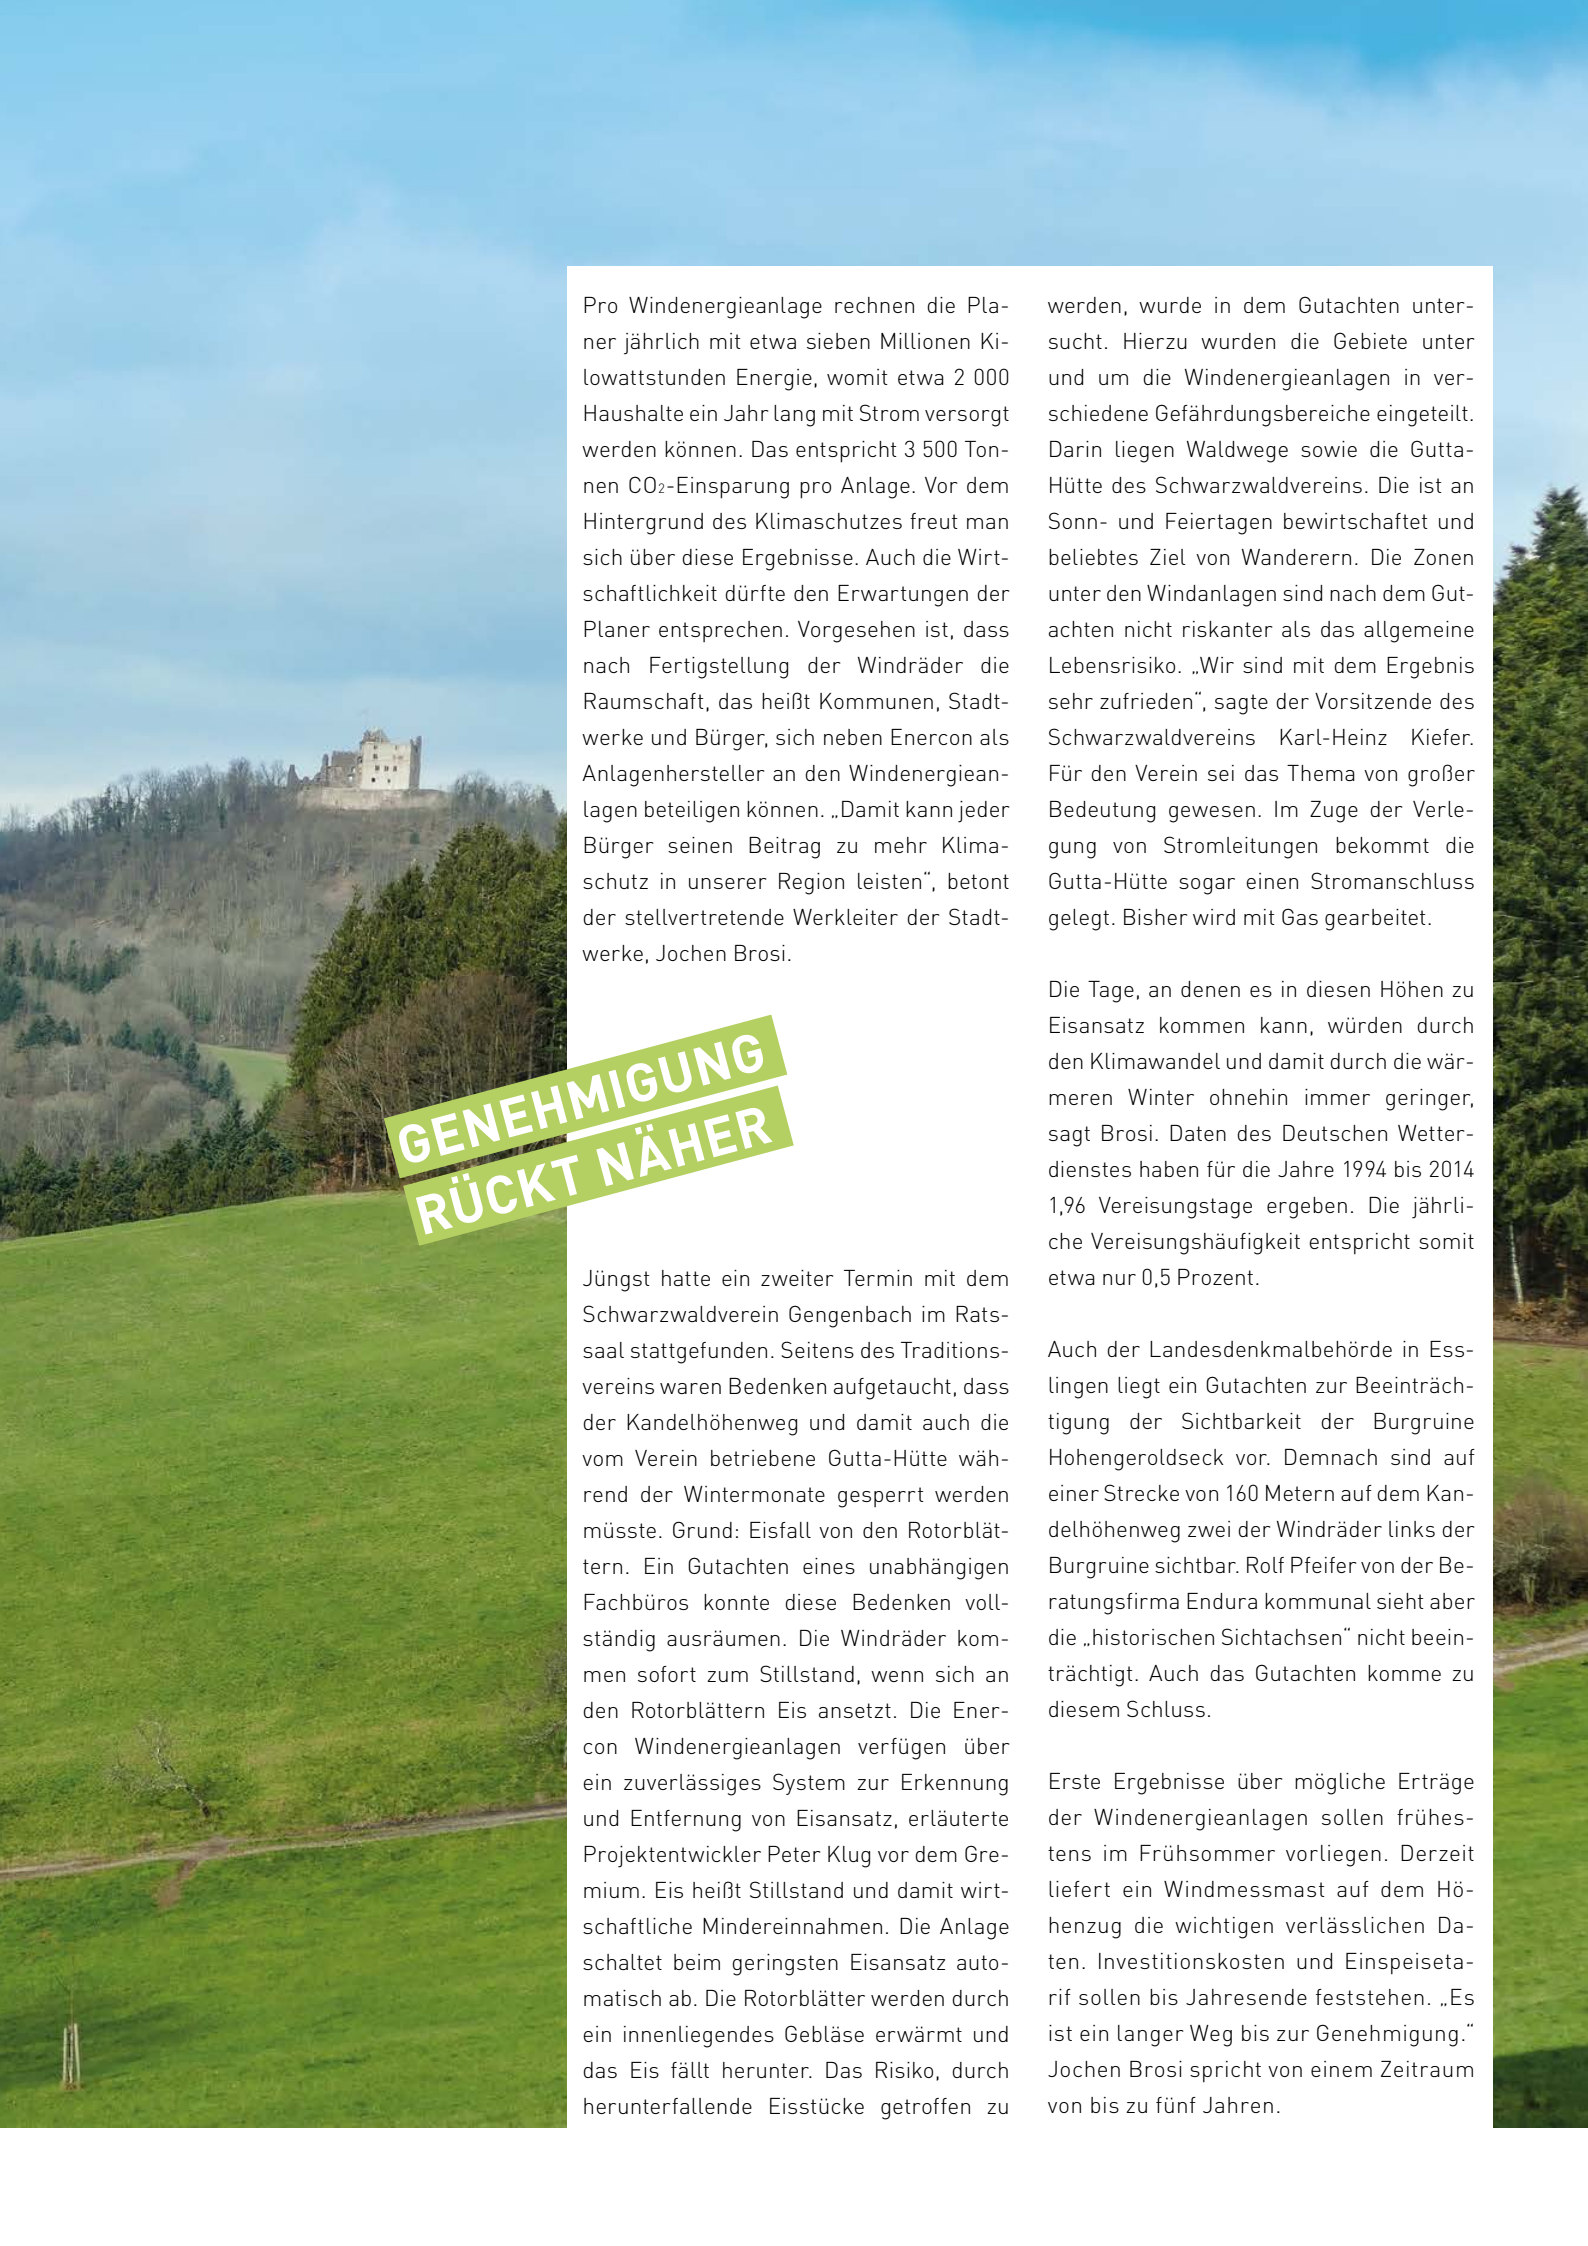 Pro Windenergieanlage rechnen die Pla-
ner jährlich mit etwa sieben Millionen Ki-
lowattstunden Energie, womit etwa 2 000
Haushalte ein Jahr lang mit Strom versorgt
werden können. Das entspricht 3 500 Ton-
nen CO2-Einsparung pro Anlage. Vor dem
Hintergrund des Klimaschutzes freut man
sich über diese Ergebnisse. Auch die Wirt-
schaftlichkeit dürfte den Erwartungen der
Planer entsprechen. Vorgesehen ist, dass
nach Fertigstellung der Windräder die
Raumschaft, das heißt Kommunen, Stadt-
werke und Bürger, sich neben Enercon als
Anlagenhersteller an den Windenergiean-
lagen beteiligen können. „Damit kann jeder
Bürger seinen Beitrag zu mehr Klima-
schutz in unserer Region leisten“, betont
der stellvertretende Werkleiter der Stadt-
werke, Jochen Brosi.
GENEHMIGUNG
RÜCKT NÄHER
Jüngst hatte ein zweiter Termin mit dem
Schwarzwaldverein Gengenbach im Rats-
saal stattgefunden. Seitens des Traditions-
vereins waren Bedenken aufgetaucht, dass
der Kandelhöhenweg und damit auch die
vom Verein betriebene Gutta-Hütte wäh-
rend der Wintermonate gesperrt werden
müsste. Grund: Eisfall von den Rotorblät-
tern. Ein Gutachten eines unabhängigen
Fachbüros konnte diese Bedenken voll-
ständig ausräumen. Die Windräder kom-
men sofort zum Stillstand, wenn sich an
den Rotorblättern Eis ansetzt. Die Ener-
con Windenergieanlagen verfügen über
ein zuverlässiges System zur Erkennung
und Entfernung von Eisansatz, erläuterte
Projektentwickler Peter Klug vor dem Gre-
mium. Eis heißt Stillstand und damit wirt-
schaftliche Mindereinnahmen. Die Anlage
schaltet beim geringsten Eisansatz auto-
matisch ab. Die Rotorblätter werden durch
ein innenliegendes Gebläse erwärmt und
das Eis fällt herunter. Das Risiko, durch
herunterfallende Eisstücke getroffen zu
werden, wurde in dem Gutachten unter-
sucht. Hierzu wurden die Gebiete unter
und um die Windenergieanlagen in ver-
schiedene Gefährdungsbereiche eingeteilt.
Darin liegen Waldwege sowie die Gutta-
Hütte des Schwarzwaldvereins. Die ist an
Sonn- und Feiertagen bewirtschaftet und
beliebtes Ziel von Wanderern. Die Zonen
unter den Windanlagen sind nach dem Gut-
achten nicht riskanter als das allgemeine
Lebensrisiko. „Wir sind mit dem Ergebnis
sehr zufrieden“, sagte der Vorsitzende des
Schwarzwaldvereins Karl-Heinz Kiefer.
Für den Verein sei das Thema von großer
Bedeutung gewesen. Im Zuge der Verle-
gung von Stromleitungen bekommt die
Gutta-Hütte sogar einen Stromanschluss
gelegt. Bisher wird mit Gas gearbeitet.
Die Tage, an denen es in diesen Höhen zu
Eisansatz kommen kann, würden durch
den Klimawandel und damit durch die wär-
meren Winter ohnehin immer geringer,
sagt Brosi. Daten des Deutschen Wetter-
dienstes haben für die Jahre 1994 bis 2014
1,96 Vereisungstage ergeben. Die jährli-
che Vereisungshäufigkeit entspricht somit
etwa nur 0,5 Prozent.
Auch der Landesdenkmalbehörde in Ess-
lingen liegt ein Gutachten zur Beeinträch-
tigung der Sichtbarkeit der Burgruine
Hohengeroldseck vor. Demnach sind auf
einer Strecke von 160 Metern auf dem Kan-
delhöhenweg zwei der Windräder links der
Burgruine sichtbar. Rolf Pfeifer von der Be-
ratungsfirma Endura kommunal sieht aber
die „historischen Sichtachsen“ nicht beein-
trächtigt. Auch das Gutachten komme zu
diesem Schluss.
Erste Ergebnisse über mögliche Erträge
der Windenergieanlagen sollen frühes-
tens im Frühsommer vorliegen. Derzeit
liefert ein Windmessmast auf dem Hö-
henzug die wichtigen verlässlichen Da-
ten. Investitionskosten und Einspeiseta-
rif sollen bis Jahresende feststehen. „Es
ist ein langer Weg bis zur Genehmigung.“
Jochen Brosi spricht von einem Zeitraum
von bis zu fünf Jahren.